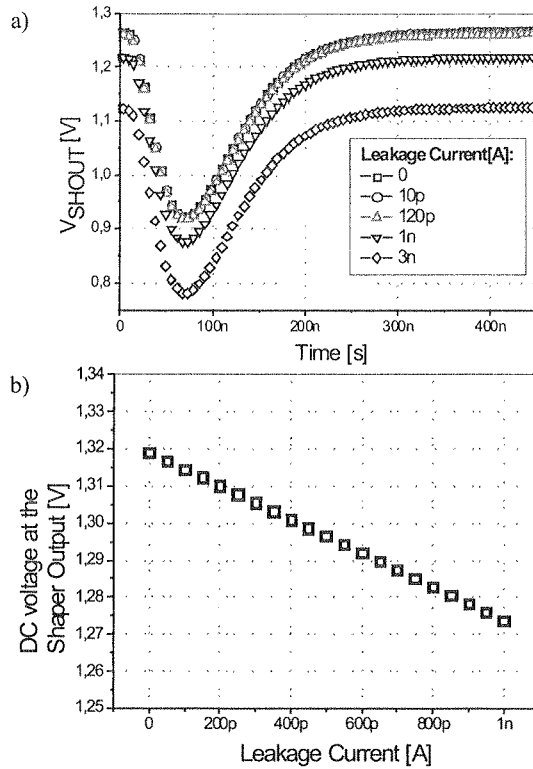 a)
1,3
1,2
1,1
1,0
0,9
0,8
V_SHOUT [V]
Leakage Current[A]:
0
10p
120p
1n
3n
0 100n 200n 300n 400n
Time [s]
b)
1,34
1,33
1,32
1,31
1,30
1,29
1,28
1,27
1,26
1,25
DC voltage at the
Shaper Output [V]
0 200p 400p 600p 800p 1n
Leakage Current [A]